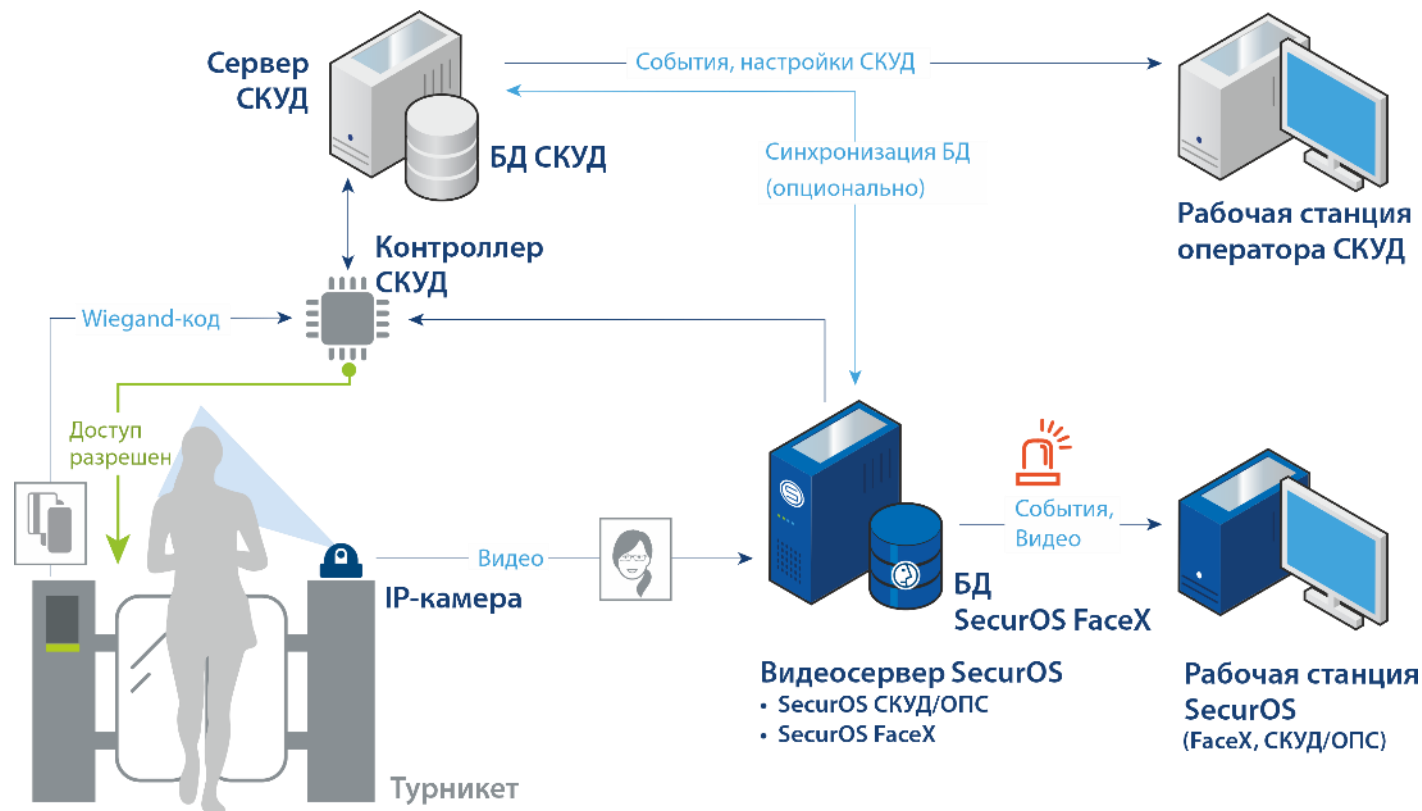 Сервер
СКУД
БД СКУД
События, настройки СКУД
Синхронизация БД
(опционально)
Рабочая станция
оператора СКУД
Контроллер
СКУД
Wiegand-код
Доступ
разрешен
Видео
IP-камера
События,
Видео
БД
SecurOS FaceX
Видеосервер SecurOS
• SecurOS СКУД/ОПС
• SecurOS FaceX
Рабочая станция
SecurOS
(FaceX, СКУД/ОПС)
Турникет